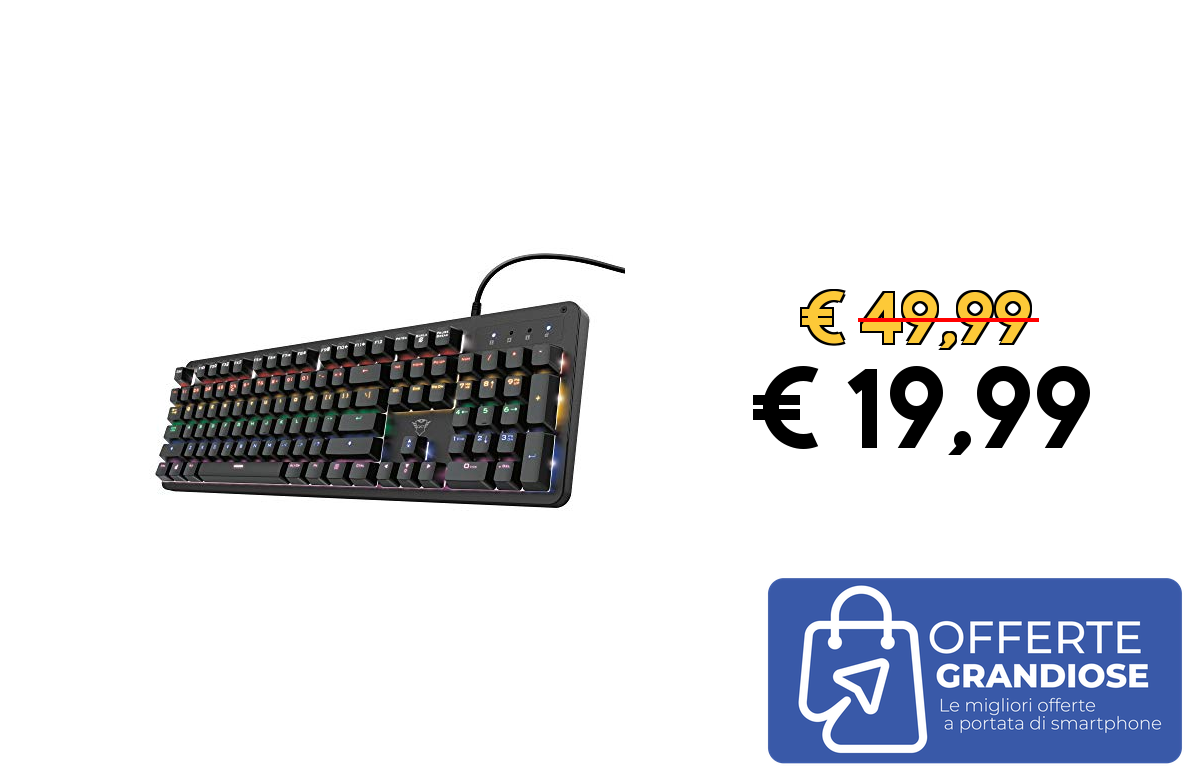 € 49,99
€ 19,99
OFFERTE
GRANDIOSE
Le migliori offerte
a portata di smartphone